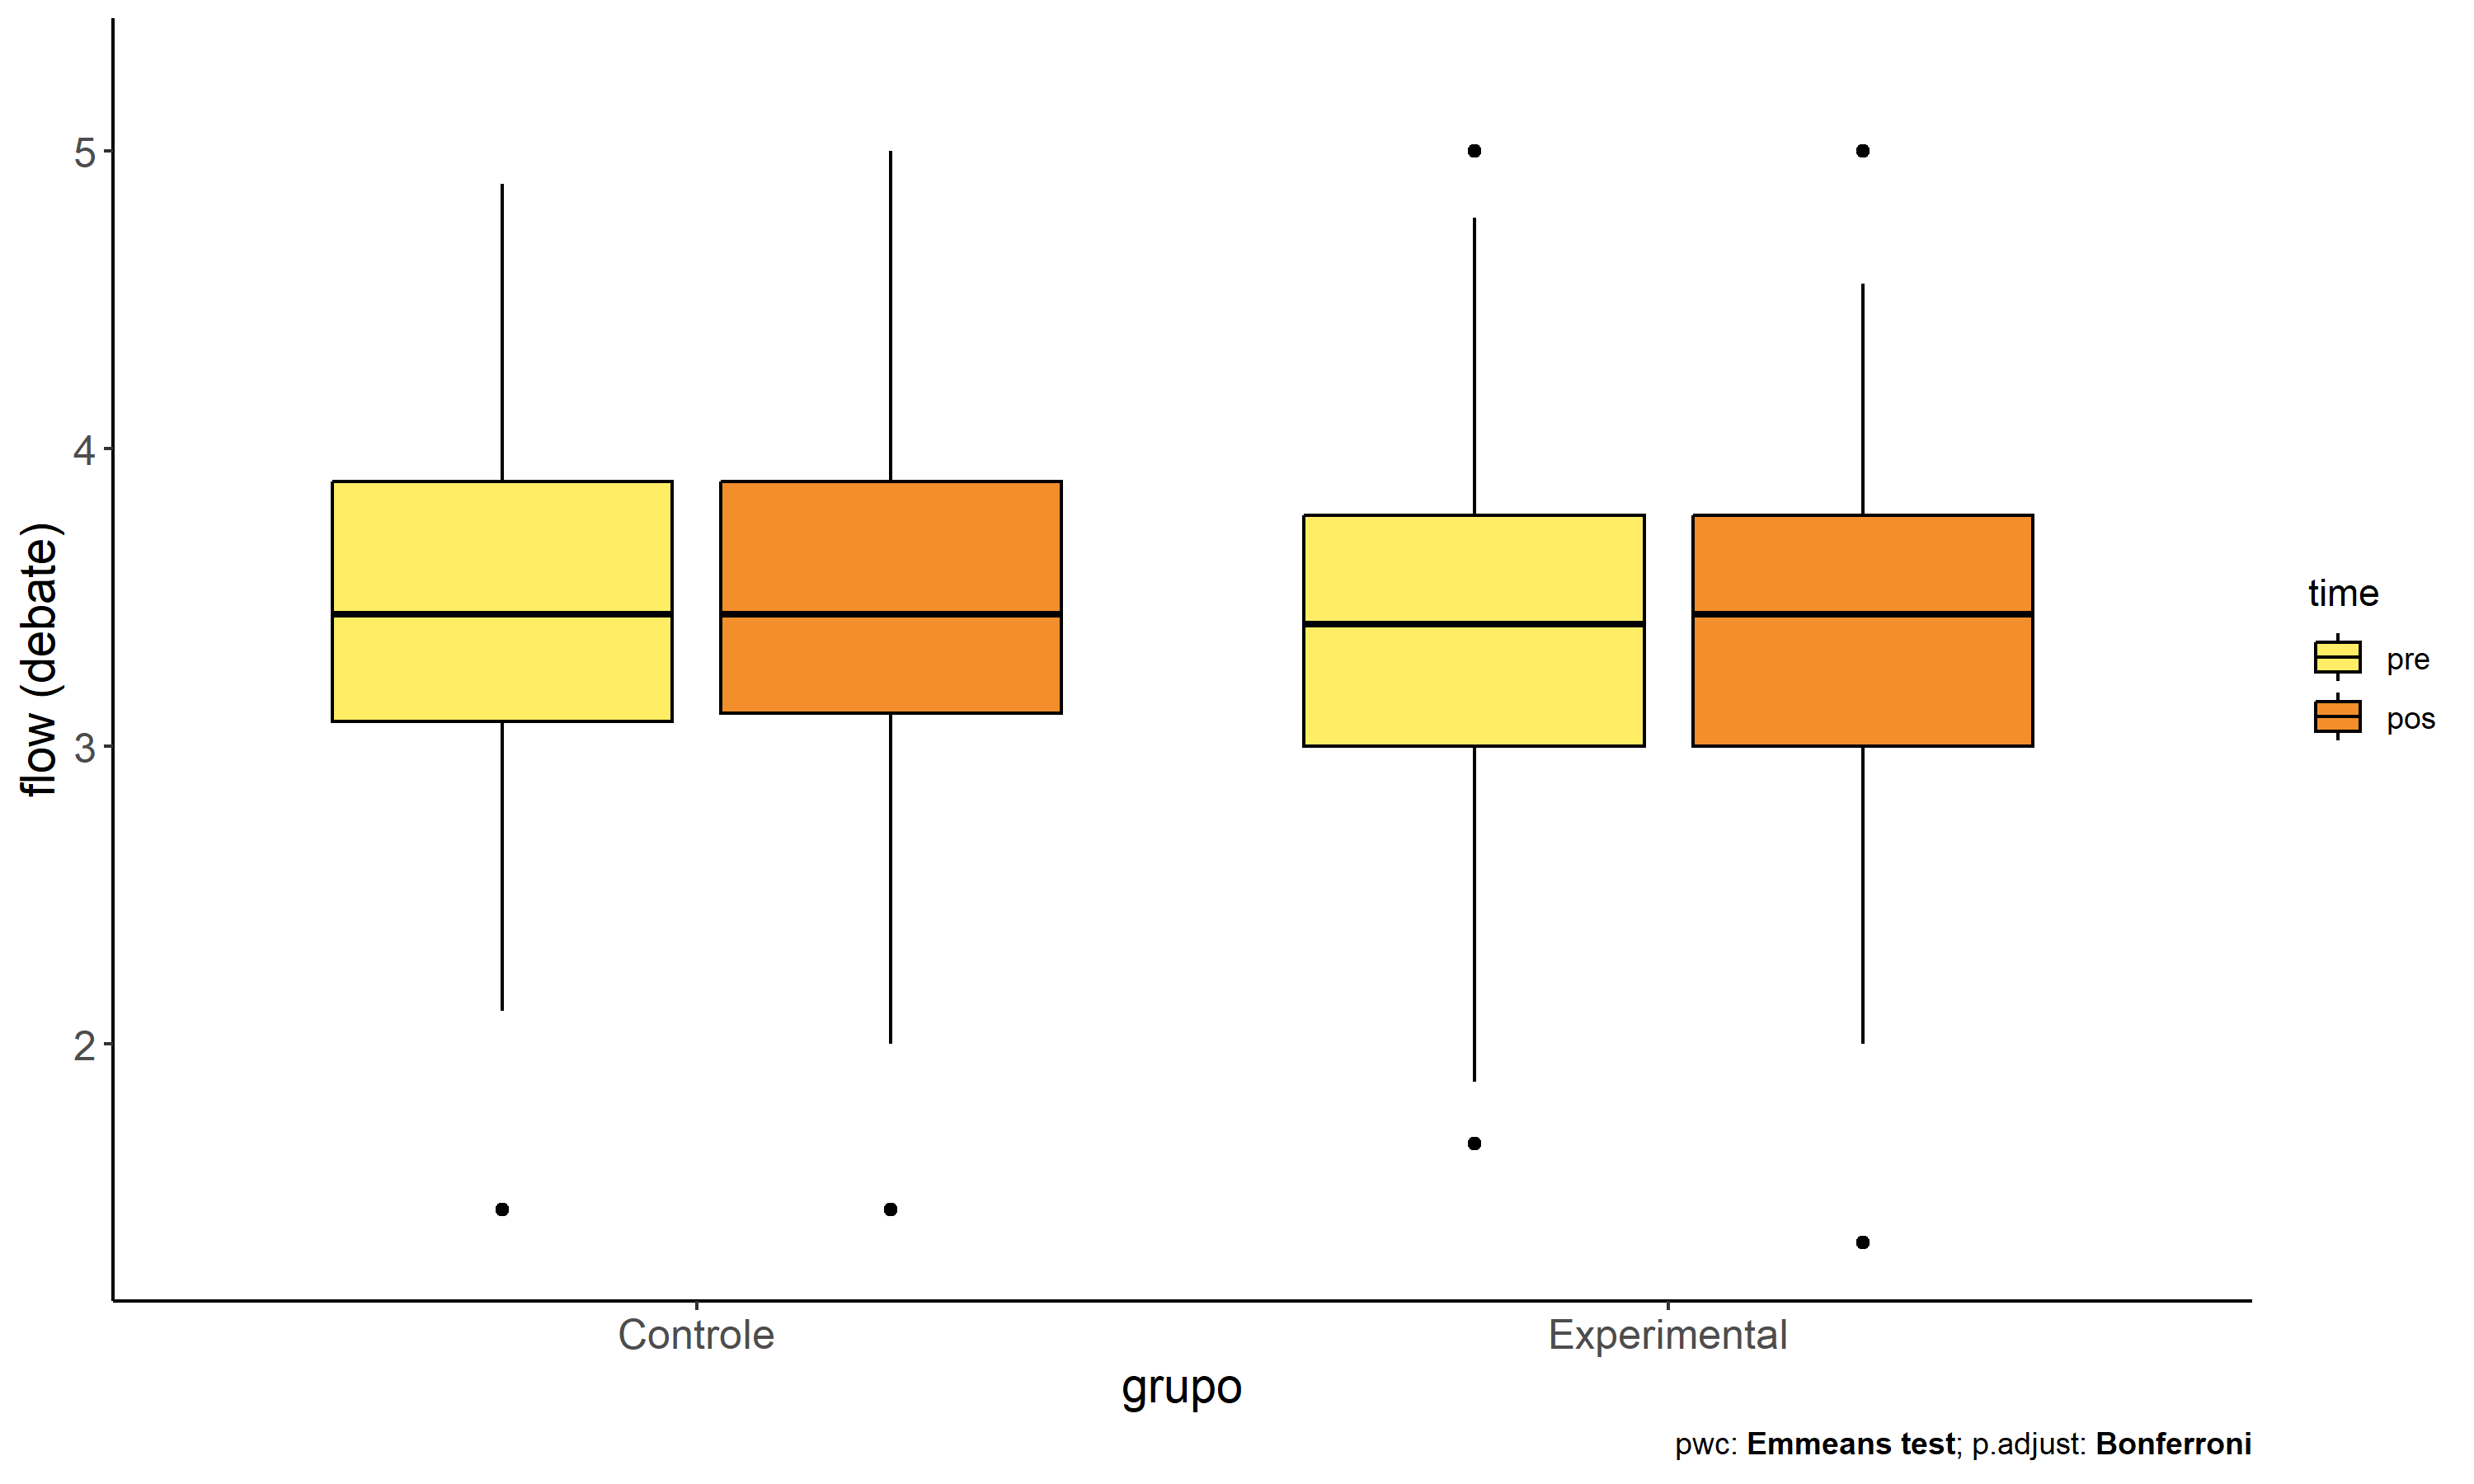 flow (debate)
5
4
3
2
Controle
Experimental
grupo
time
pre
pos
pwc: Emmeans test; p.adjust: Bonferroni